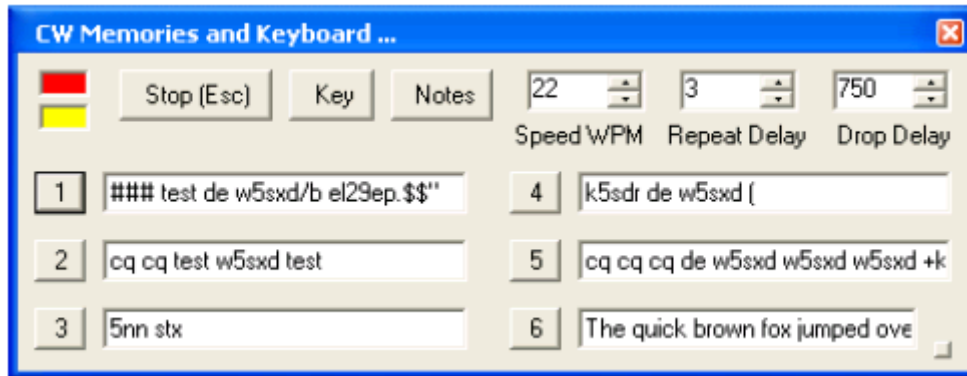 CW Memories and Keyboard ...
Stop (Esc) Key Notes 22 3 750
Speed WPM Repeat Delay Drop Delay
1 ### test de w5sxd/b el29ep.$$" 4 k5sdr de w5sxd (
2 cq cq test w5sxd test 5 cq cq cq de w5sxd w5sxd w5sxd +k
3 5nn stx 6 The quick brown fox jumped ove